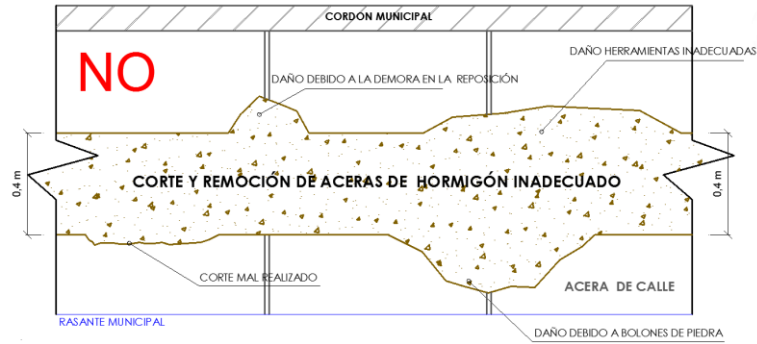 CORDÓN MUNICIPAL
NO
DAÑO HERRAMIENTAS INADECUADAS
DAÑO DEBIDO A LA DEMORA EN LA REPOSICIÓN
0,4 m
CORTE Y REMOCIÓN DE ACERAS DE HORMIGÓN INADECUADO
0,4 m
CORTE MAL REALIZADO
ACERA DE CALLE
RASANTE MUNICIPAL
DAÑO DEBIDO A BOLONES DE PIEDRA